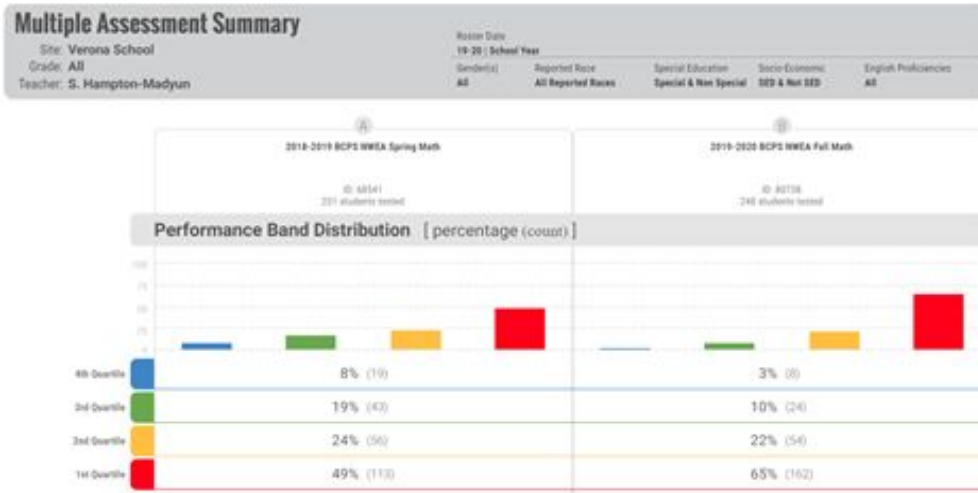 Multiple Assessment Summary
Site: Verona School
Grade: All
Teacher: S. Hampton-Madyun
Roster Date
19-20 | School Year
Gender(s) Reported Race Special Education Socio-Economic English Proficiencies
All All Reported Races Special & Non Special SED & Not SED All
A B
2018-2019 BCPS NWEA Spring Math 2019-2020 BCPS NWEA Fall Math
ID: ID:
231 students tested 248 students tested
Performance Band Distribution [ percentage (count) ]
100
75
50
25
0
4th Quartile 8% (19) 3% (8)
3rd Quartile 19% (43) 10% (24)
2nd Quartile 24% (56) 22% (54)
1st Quartile 49% (113) 65% (162)